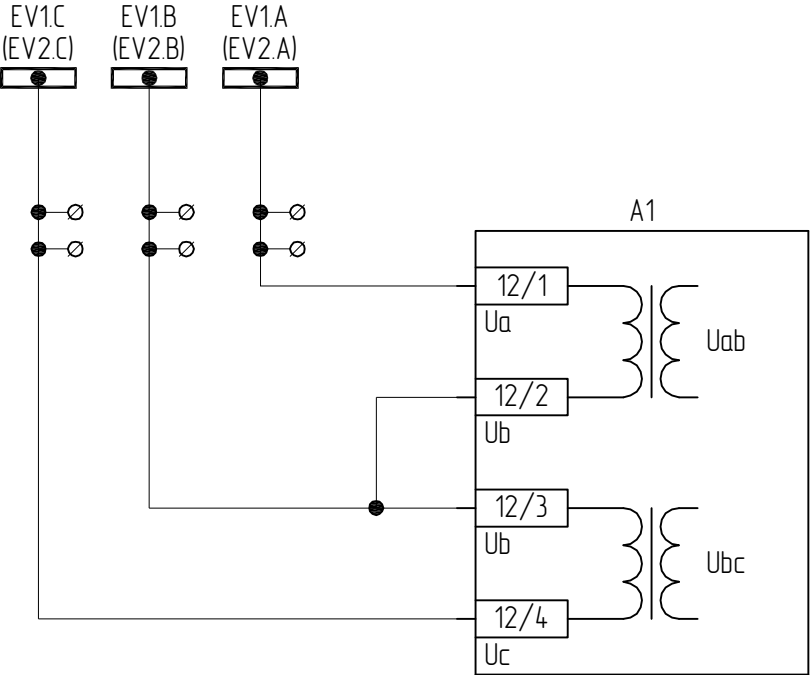 EV1.C EV1.B EV1.A
(EV2.C) (EV2.B) (EV2.A)
A1
12/1
Ua
Uab
12/2
Ub
12/3
Ub
Ubc
12/4
Uc